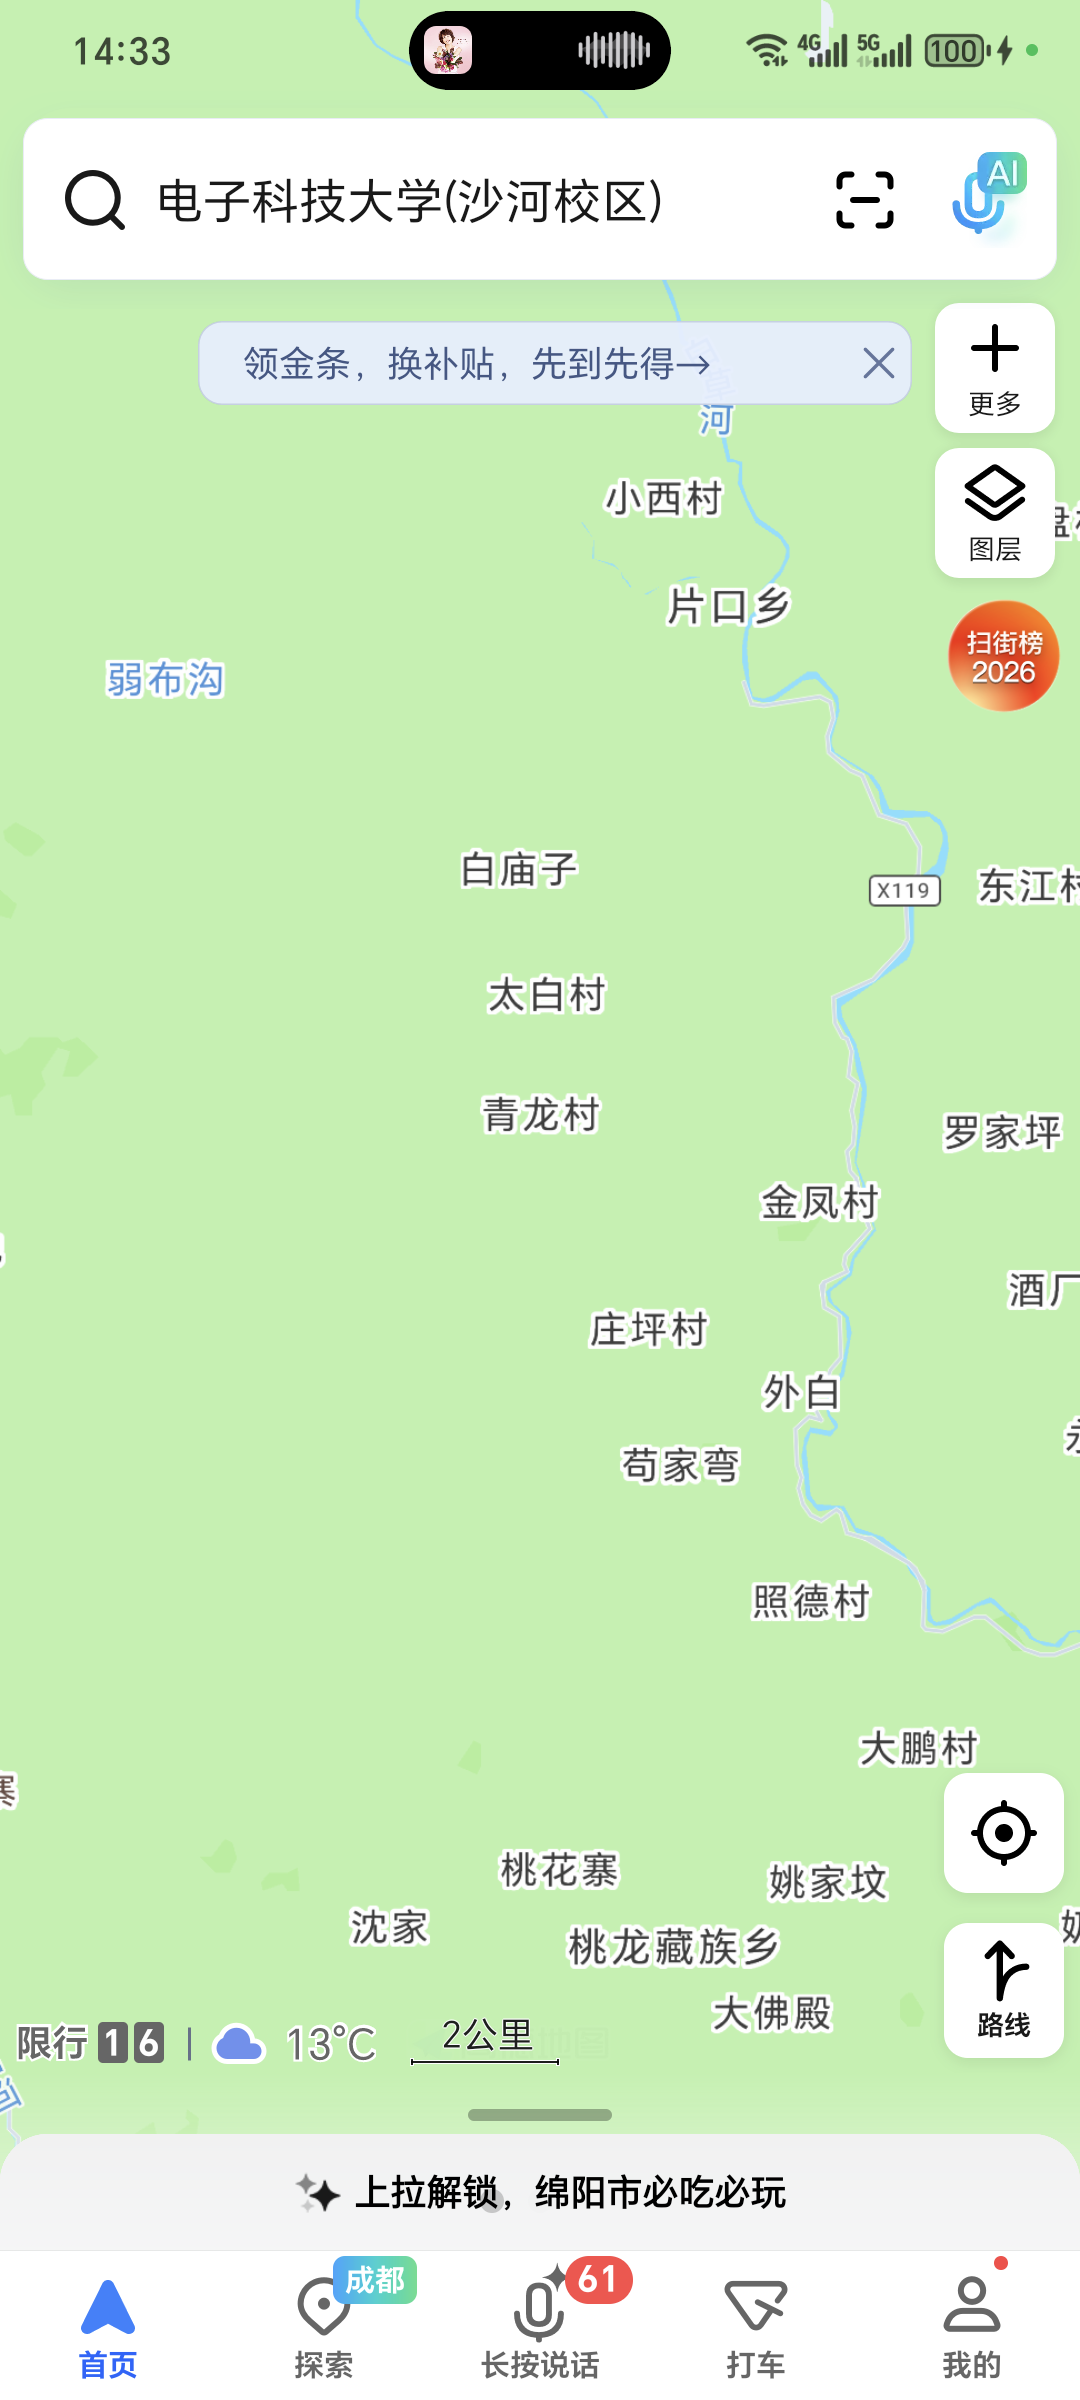 14:33
4G
5G
100
电子科技大学(沙河校区)
AI
领金条，换补贴，先到先得→
更多
河
小西村
图层
片口乡
扫街榜
2026
弱布沟
白庙子
X119
东江村
太白村
青龙村
罗家坪
金凤村
酒厂
庄坪村
外白
苟家弯
照德村
大鹏村
寨
桃花寨
姚家坟
沈家
桃龙藏族乡
大佛殿
路线
限行 1 6
13°C
2公里
河
上拉解锁，绵阳市必吃必玩
成都
61
首页
探索
长按说话
打车
我的